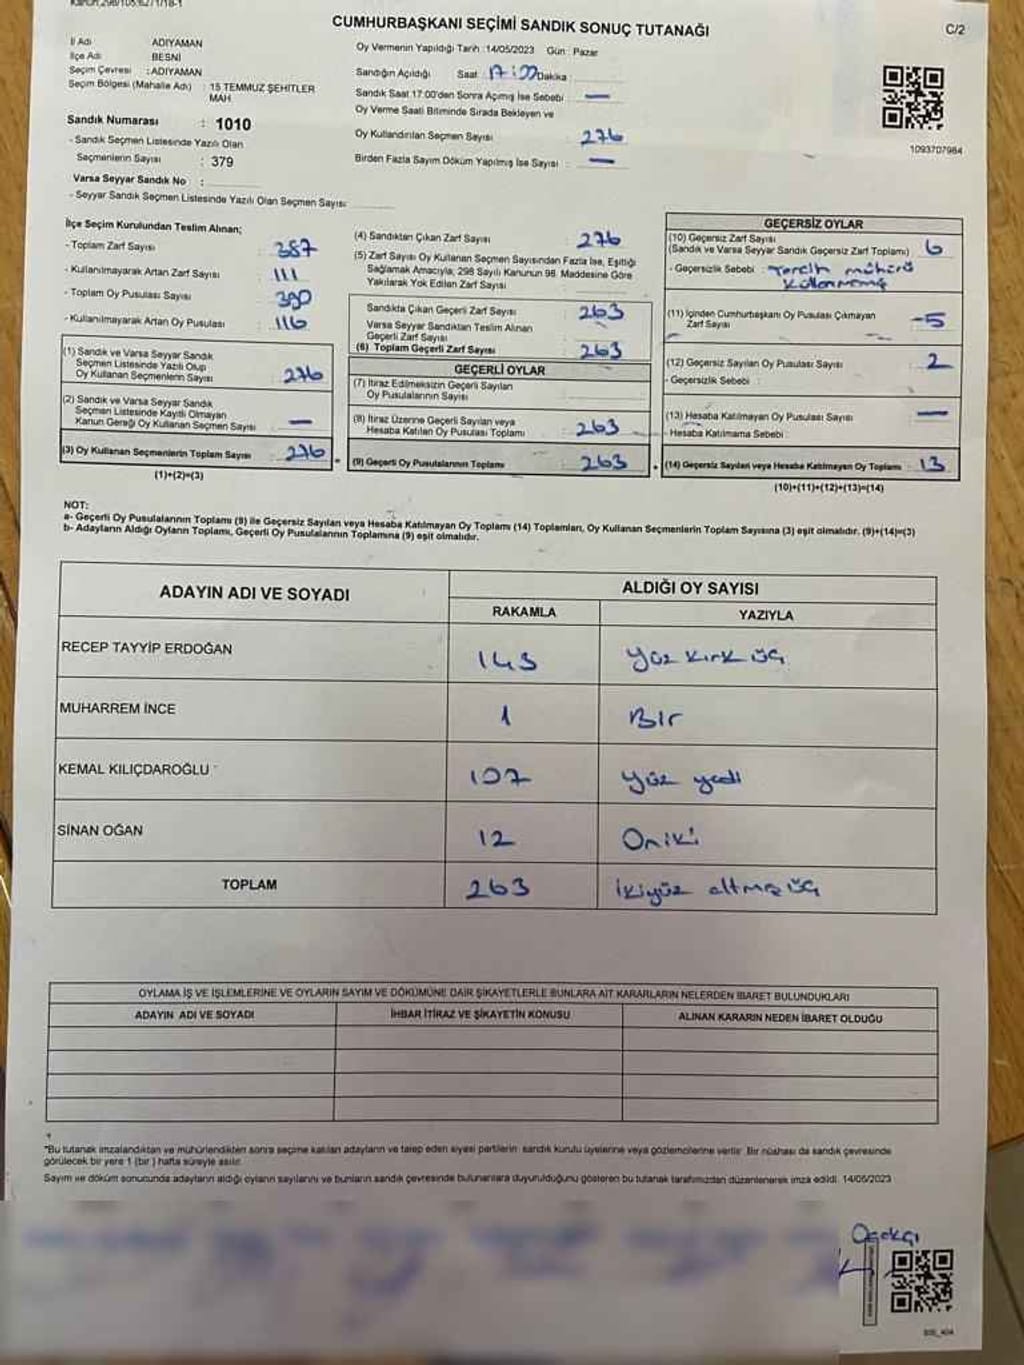 CUMHURBAŞKANI SEÇİMİ SANDIK SONUÇ TUTANAĞI
C/2
İl Adı ADIYAMAN
İlçe Adı BESNİ
Seçim Çevresi : ADIYAMAN
Seçim Bölgesi (Mahalle Adı) : 15 TEMMUZ ŞEHİTLER
MAH
Sandık Numarası : 1010
- Sandık Seçmen Listesinde Yazılı Olan
Seçmenlerin Sayısı : 379
Varsa Seyyar Sandık No :
- Seyyar Sandık Seçmen Listesinde Yazılı Olan Seçmen Sayısı:
Oy Vermenin Yapıldığı Tarih :14/05/2023 Gün : Pazar
Sandığın Açıldığı Saat 17:00 Dakika
Sandık Saat 17:00'den Sonra Açımış İse Sebebi : —
Oy Verme Saati Bitiminde Sırada Bekleyen ve
Oy Kullandırılan Seçmen Sayısı : 276
Birden Fazla Sayım Döküm Yapılmış İse Sayısı : —
1093707984
İlçe Seçim Kurulundan Teslim Alınan;
- Toplam Zarf Sayısı : 387
- Kullanılmayarak Artan Zarf Sayısı : 111
- Toplam Oy Pusulası Sayısı : 390
- Kullanılmayarak Artan Oy Pusulası : 116
(1) Sandık ve Varsa Seyyar Sandık
Seçmen Listesinde Yazılı Olup
Oy Kullanan Seçmenlerin Sayısı : 276
(2) Sandık ve Varsa Seyyar Sandık
Seçmen Listesinde Kayıtlı Olmayan
Kanun Gereği Oy Kullanan Seçmen Sayısı : —
(3) Oy Kullanan Seçmenlerin Toplam Sayısı : 276
(1)+(2)=(3)
(4) Sandıktan Çıkan Zarf Sayısı : 276
(5) Zarf Sayısı Oy Kullanan Seçmen Sayısından Fazla İse, Eşitliği
Sağlamak Amacıyla; 298 Sayılı Kanunun 98. Maddesine Göre
Yakılarak Yok Edilen Zarf Sayısı :
Sandıkta Çıkan Geçerli Zarf Sayısı : 263
Varsa Seyyar Sandıktan Teslim Alınan
Geçerli Zarf Sayısı :
(6) Toplam Geçerli Zarf Sayısı : 263
GEÇERLİ OYLAR
(7) İtiraz Edilmeksizin Geçerli Sayılan
Oy Pusulalarının Sayısı :
(8) İtiraz Üzerine Geçerli Sayılan veya
Hesaba Katılan Oy Pusulası Toplamı : 263
(9) Geçerli Oy Pusulalarının Toplamı : 263
GEÇERSİZ OYLAR
(10) Geçersiz Zarf Sayısı
(Sandık ve Varsa Seyyar Sandık Geçersiz Zarf Toplamı) : 6
- Geçersizlik Sebebi : Tercih mührü
kullanmama
(11) İçinden Cumhurbaşkanı Oy Pusulası Çıkmayan
Zarf Sayısı : 5
(12) Geçersiz Sayılan Oy Pusulası Sayısı : 2
- Geçersizlik Sebebi :
(13) Hesaba Katılmayan Oy Pusulası Sayısı : —
- Hesaba Katılmama Sebebi :
(14) Geçersiz Sayılan veya Hesaba Katılmayan Oy Toplamı : 13
(10)+(11)+(12)+(13)=(14)
NOT:
a- Geçerli Oy Pusulalarının Toplamı (9) ile Geçersiz Sayılan veya Hesaba Katılmayan Oy Toplamı (14) Toplamları, Oy Kullanan Seçmenlerin Toplam Sayısına (3) eşit olmalıdır. (9)+(14)=(3)
b- Adayların Aldığı Oyların Toplamı, Geçerli Oy Pusulalarının Toplamına (9) eşit olmalıdır.
ADAYIN ADI VE SOYADI
ALDIĞI OY SAYISI
RAKAMLA YAZIYLA
RECEP TAYYİP ERDOĞAN 143 Yüz kırk üç
MUHARREM İNCE 1 Bir
KEMAL KILIÇDAROĞLU 107 yüz yedi
SİNAN OĞAN 12 Oniki
TOPLAM 263 ikiyüz altmış üç
OYLAMA İŞ VE İŞLEMLERİNE VE OYLARIN SAYIM VE DÖKÜMÜNE DAİR ŞİKAYETLERLE BUNLARA AİT KARARLARIN NELERDEN İBARET BULUNDUKLARI
ADAYIN ADI VE SOYADI İHBAR İTİRAZ VE ŞİKAYETİN KONUSU ALINAN KARARIN NEDEN İBARET OLDUĞU
*Bu tutanak imzalandıktan ve mühürlendikten sonra seçime katılan adayların ve talep eden siyasi partilerin sandık kurulu üyelerine veya gözlemcilerine verilir. Bir nüshası da sandık çevresinde
görülecek bir yere 1 (bir ) hafta süreyle asılır.
Sayım ve döküm sonucunda adayların aldığı oyların sayılarını ve bunların sandık çevresinde bulunanlara duyurulduğunu gösteren bu tutanak tarafımızdan düzenlenerek imza edildi. 14/05/2023